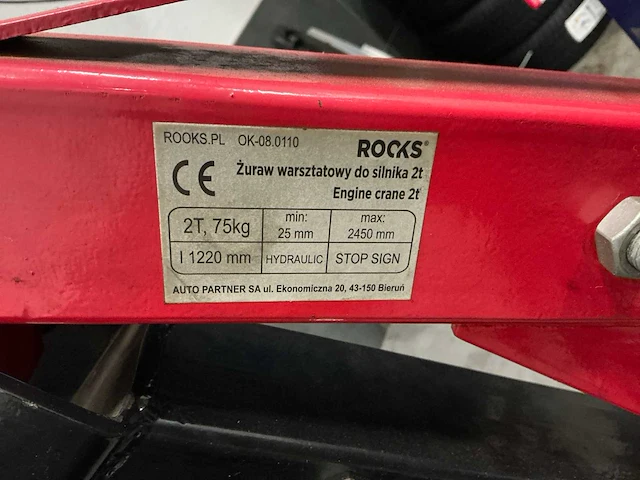 ROOKS.PL OK-08.0110
ROOKS®
Żuraw warsztatowy do silnika 2t
Engine crane 2t
CE
2T, 75kg
min:
25 mm
max:
2450 mm
I 1220 mm
HYDRAULIC
STOP SIGN
AUTO PARTNER SA ul. Ekonomiczna 20, 43-150 Bieruń